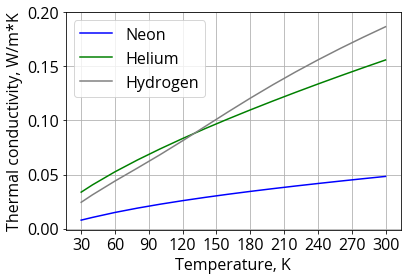 Thermal conductivity, W/m*K
0.20
0.15
0.10
0.05
0.00
Neon
Helium
Hydrogen
30 60 90 120 150 180 210 240 270 300
Temperature, K